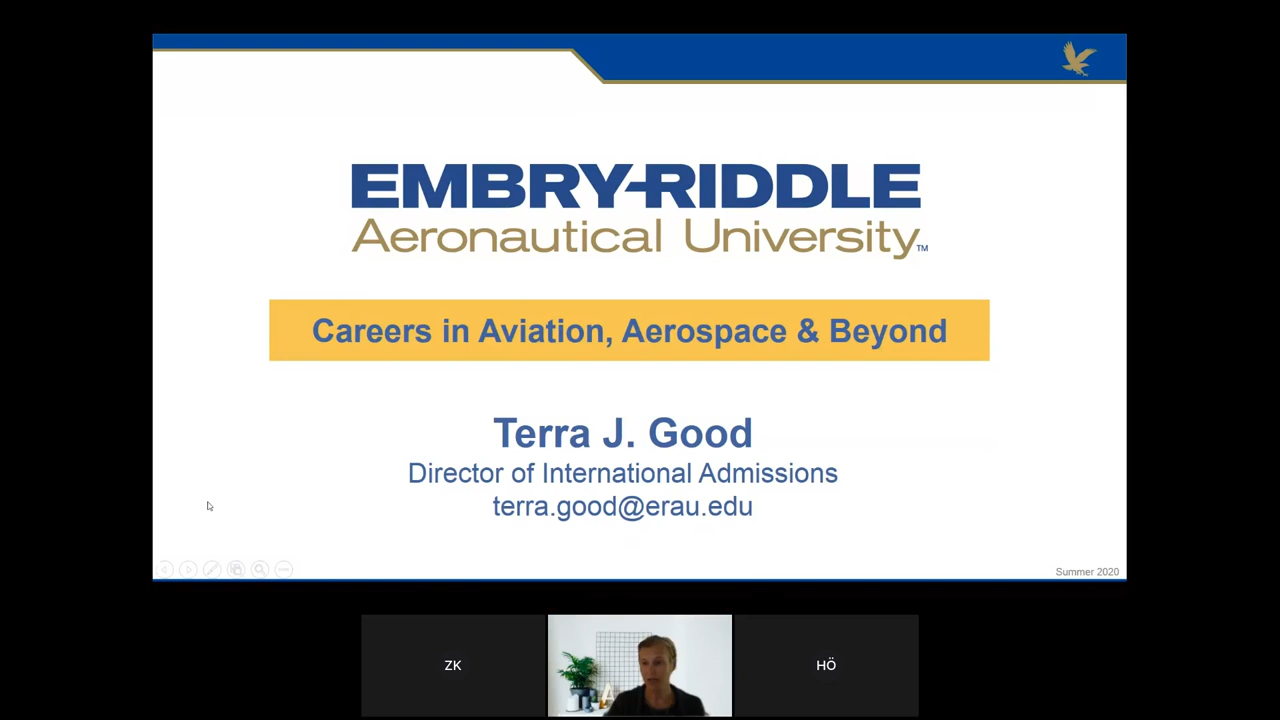 EMBRY-RIDDLE
Aeronautical University™
Careers in Aviation, Aerospace & Beyond
Terra J. Good
Director of International Admissions
terra.good@erau.edu
Summer 2020
ZK
A
HÖ